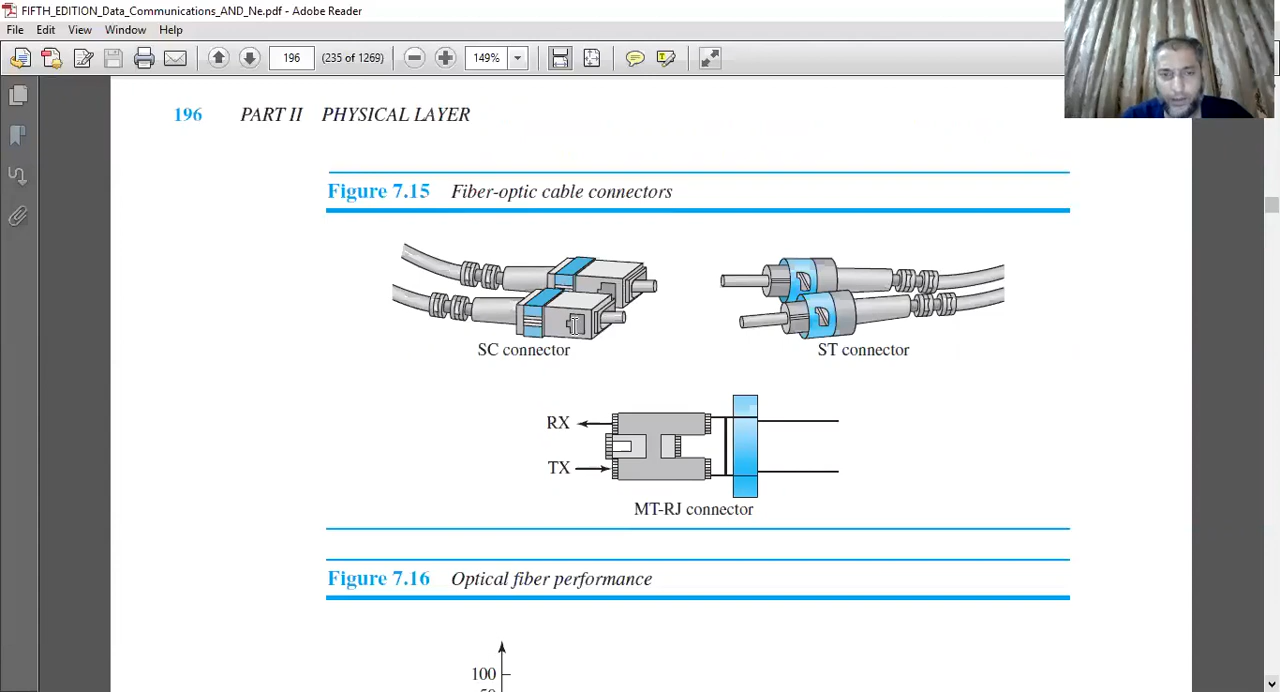 FIFTH_EDITION_Data_Communications_AND_Ne.pdf - Adobe Reader
File Edit View Window Help
196 (235 of 1269) 149%
196 PART II PHYSICAL LAYER
Figure 7.15 Fiber-optic cable connectors
SC connector ST connector
RX
TX
MT-RJ connector
Figure 7.16 Optical fiber performance
100